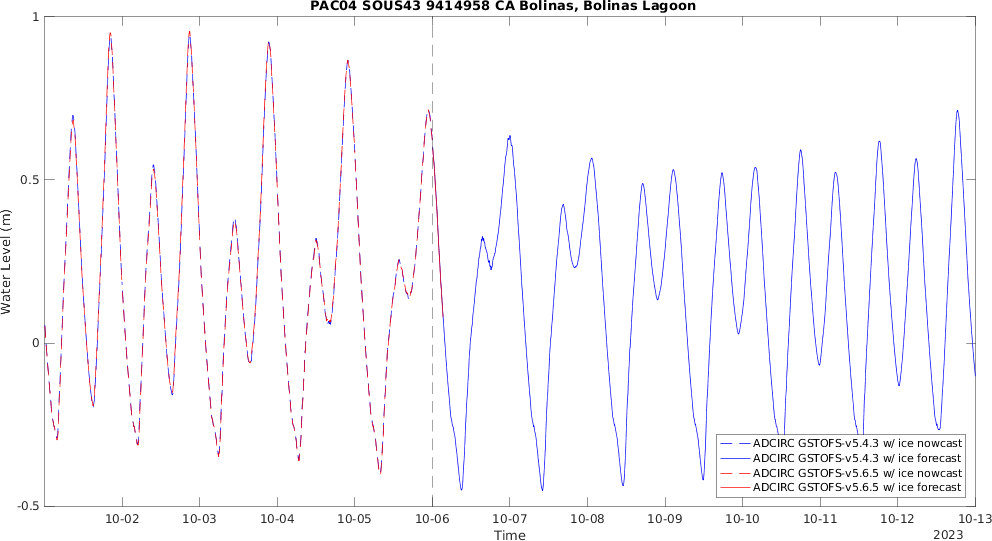 PAC04 SOUS43 9414958 CA Bolinas, Bolinas Lagoon
1
0.5
0
-0.5
Water Level (m)
ADCIRC GSTOFS-v5.4.3 w/ ice nowcast
ADCIRC GSTOFS-v5.4.3 w/ ice forecast
ADCIRC GSTOFS-v5.6.5 w/ ice nowcast
ADCIRC GSTOFS-v5.6.5 w/ ice forecast
10-02 10-03 10-04 10-05 10-06 10-07 10-08 10-09 10-10 10-11 10-12 10-13
Time
2023